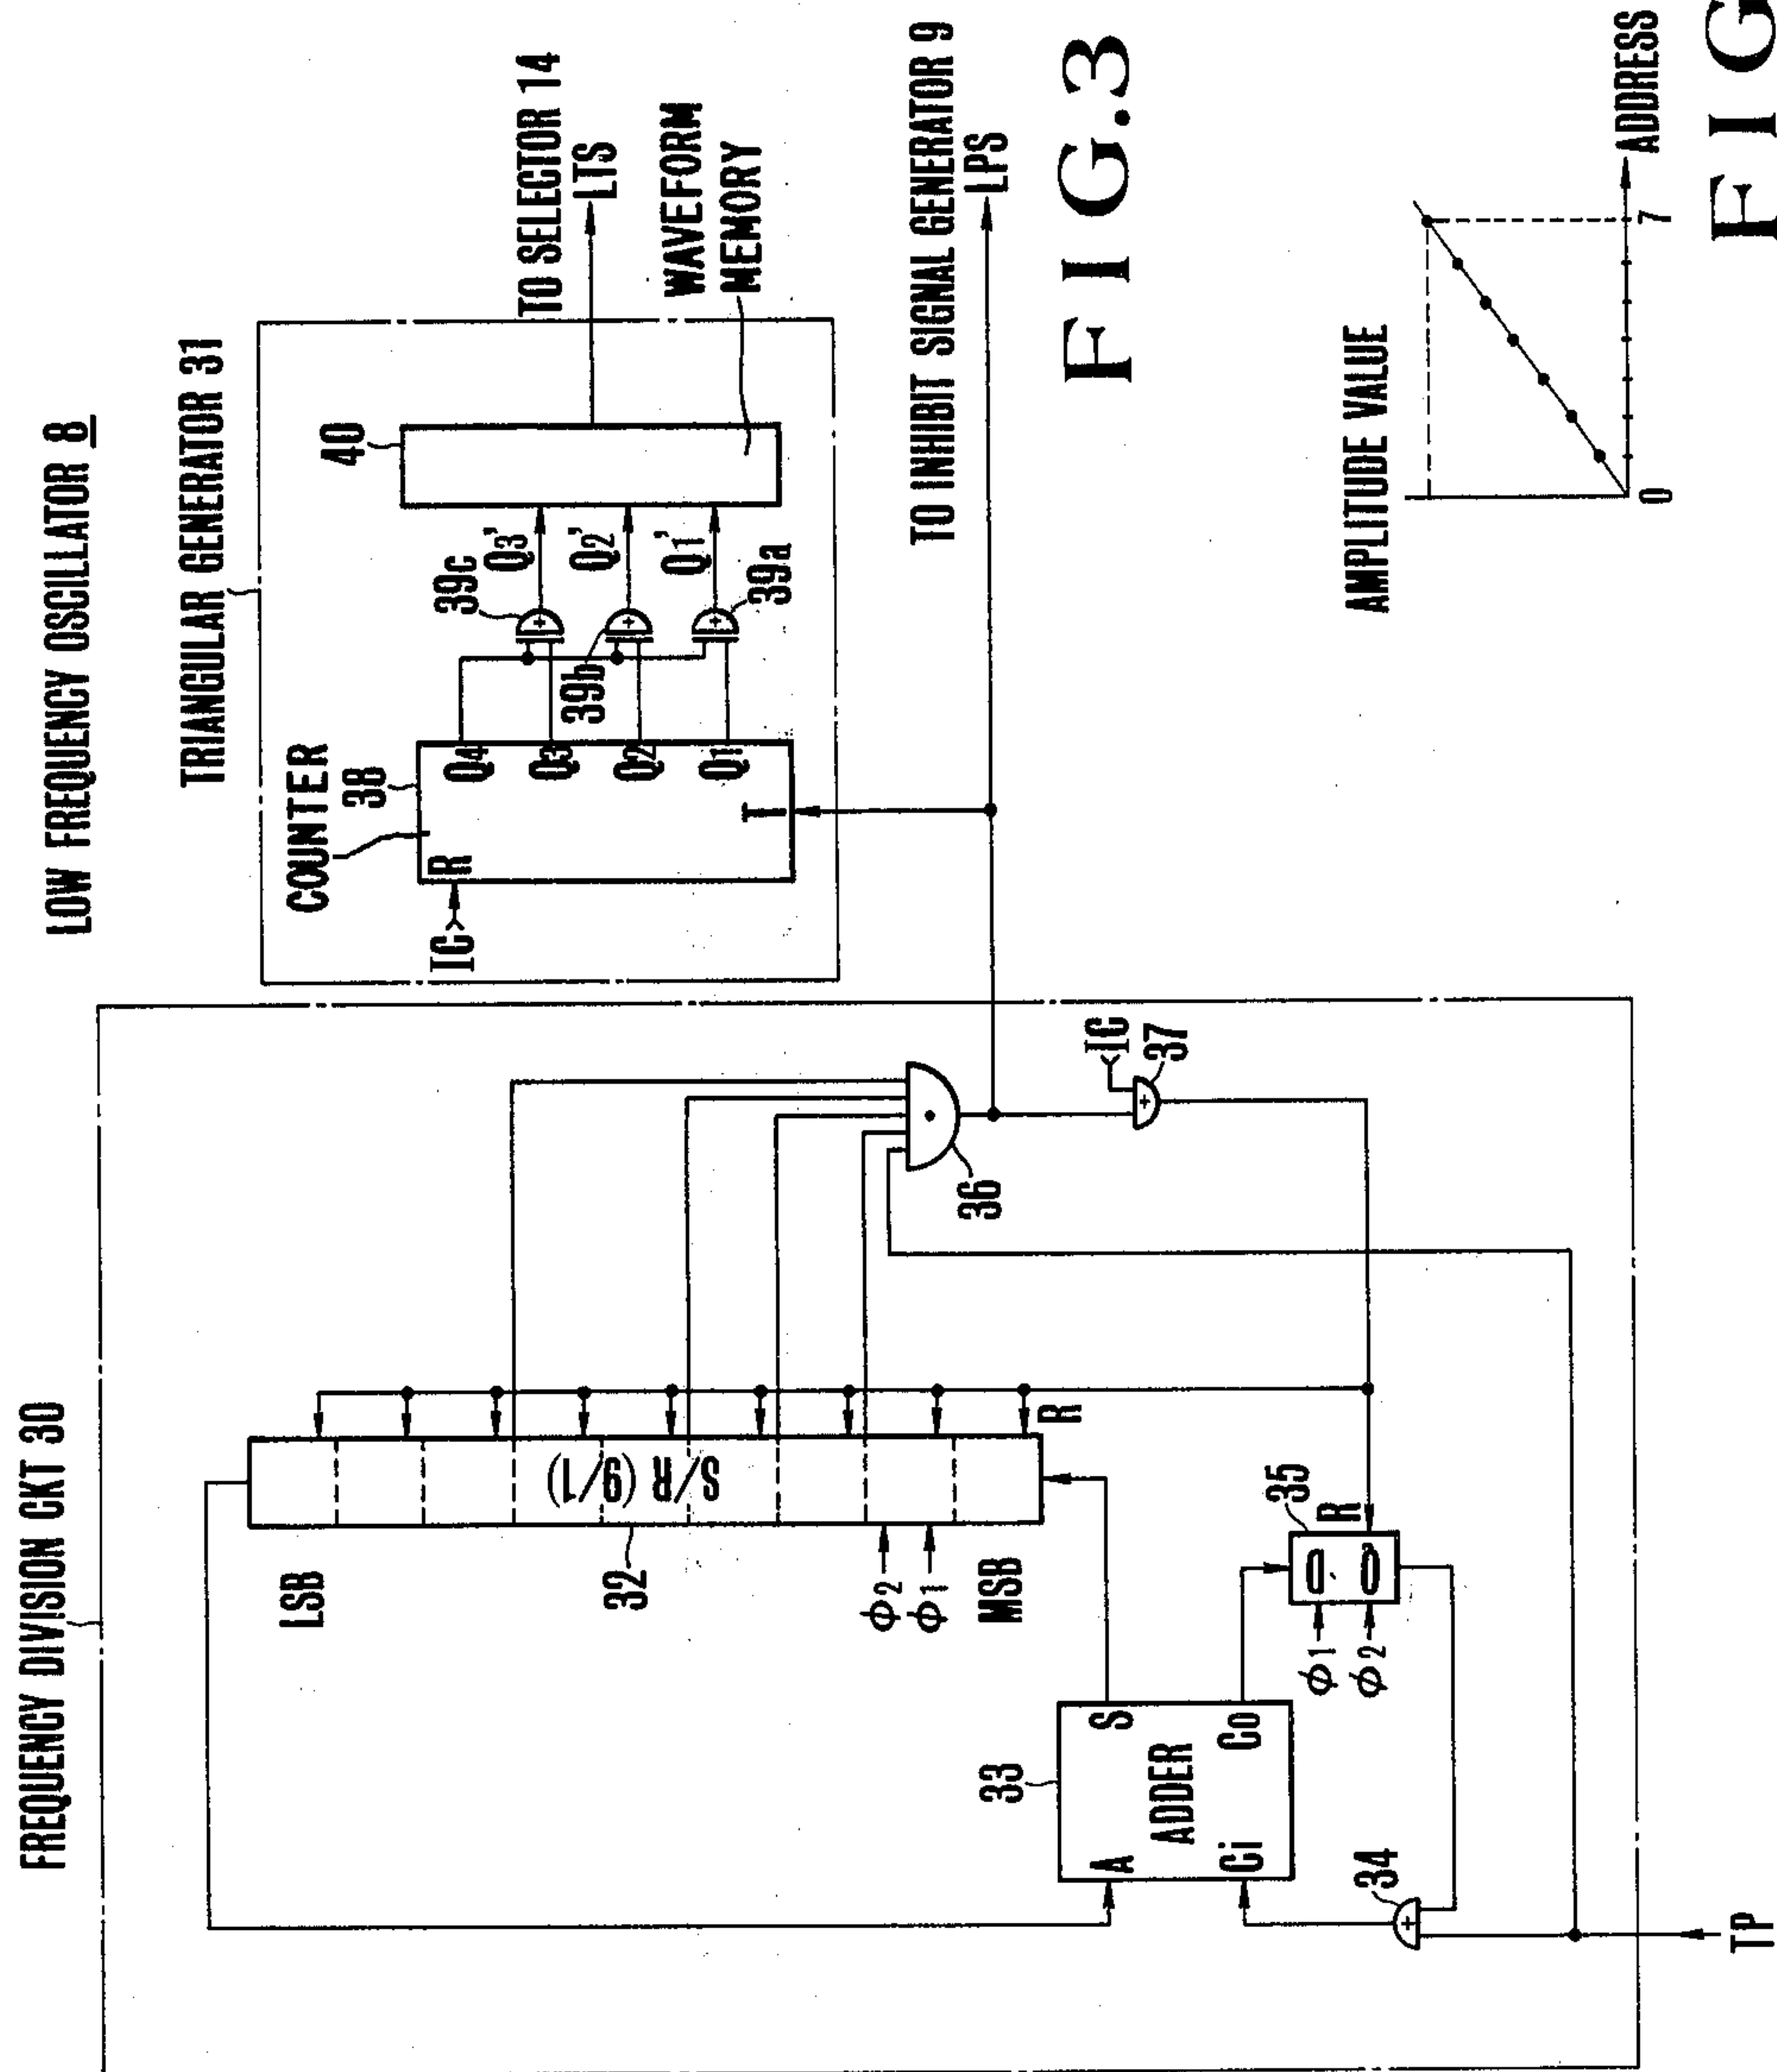 LOW FREQUENCY OSCILLATOR 8
FREQUENCY DIVISION CKT 30
LSB
S/R (9/1)
32
ϕ2
ϕ1
MSB
R
33
ADDER
A
S
Ci
Co
34
35
R
D
ϕ1
ϕ2
TP
36
IC
37
TRIANGULAR GENERATOR 31
COUNTER
38
IC
R
T
Q4
Q3
Q2
Q1
39c
39b
39a
Q3'
Q2'
Q1'
40
WAVEFORM
MEMORY
TO SELECTOR 14
LTS
TO INHIBIT SIGNAL GENERATOR 9
LPS
FIG.3
AMPLITUDE VALUE
0
7
ADDRESS
FIG